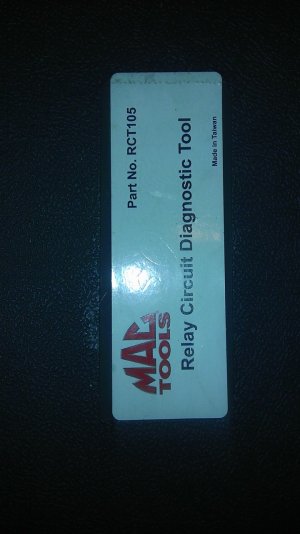 Part No. RCT105
MAC
TOOLS
Relay Circuit Diagnostic Tool
Made in Taiwan